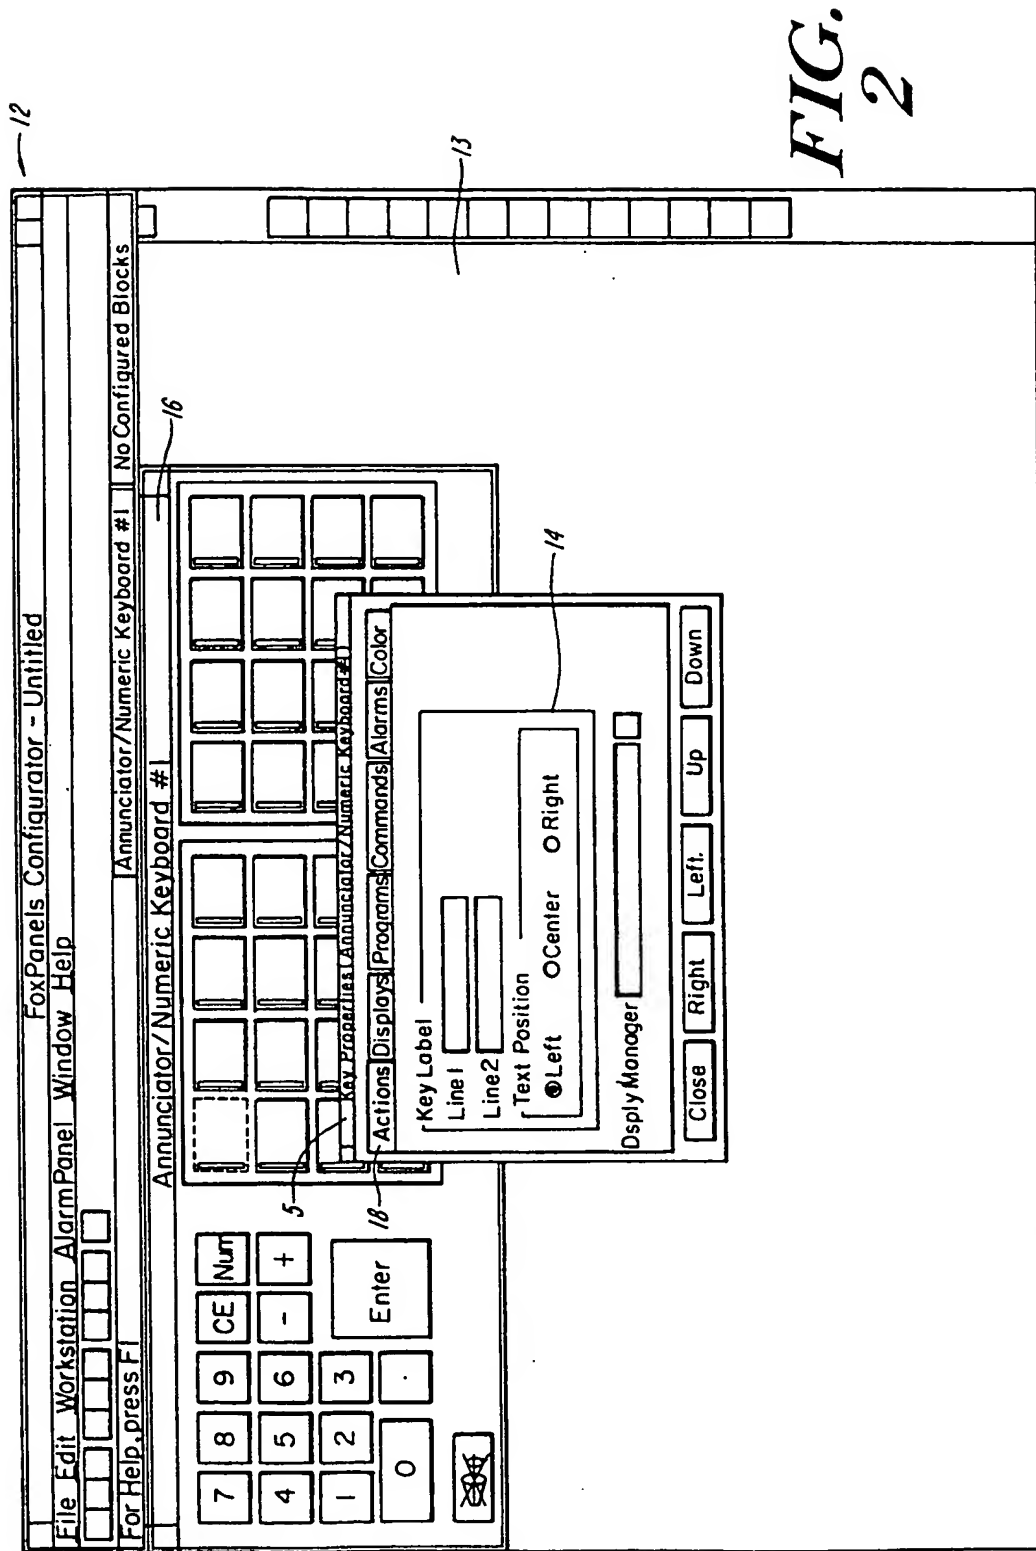 12
FoxPanels Configurator - Untitled
File Edit Workstation AlarmPanel Window Help
For Help, press F1
Annunciator/Numeric Keyboard #1
No Configured Blocks
Annunciator/Numeric Keyboard #1
16
13
7 8 9 CE Num
4 5 6 - +
1 2 3 Enter
0 .
5
Key Properties (Annunciator/Numeric Keyboard #1)
18
Actions Displays Programs Commands Alarms Color
Key Label
Line1
Line2
Text Position
Left Center Right
14
Dsply Manager
Close Right Left. Up Down
FIG.
2